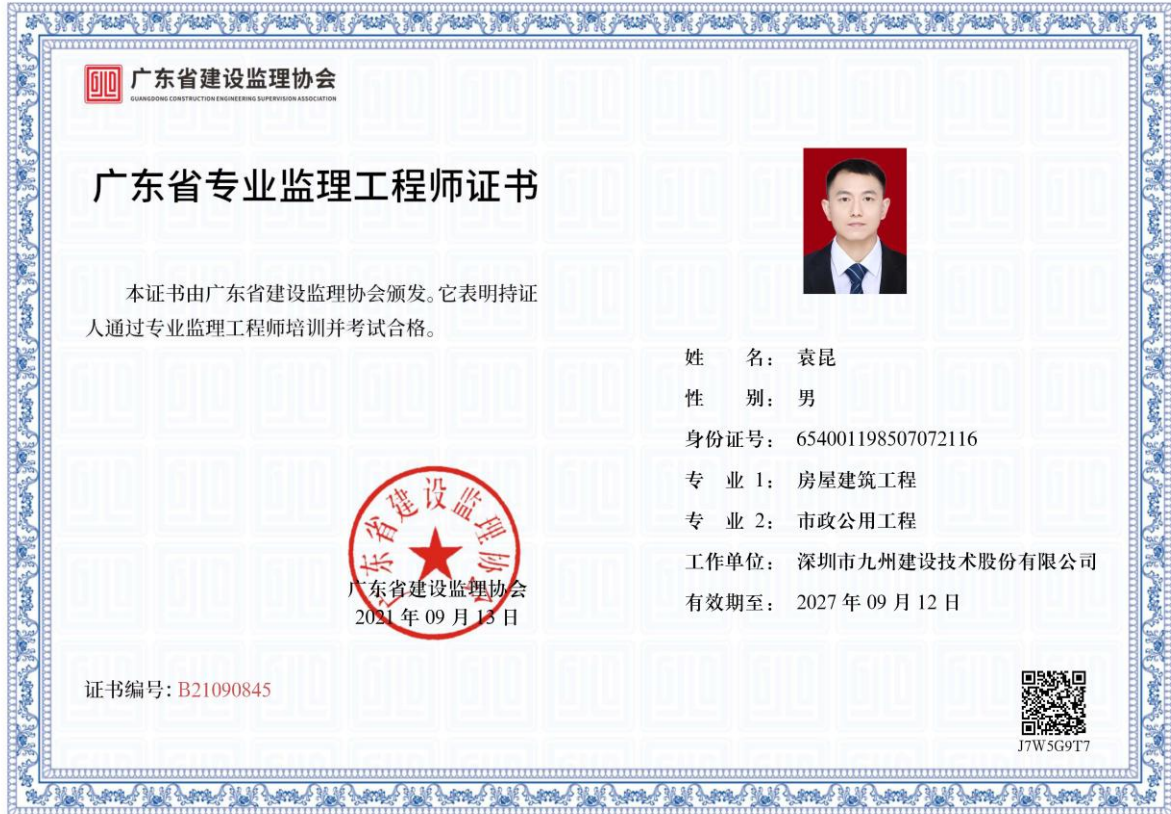 广东省建设监理协会
GUANGDONG CONSTRUCTION ENGINEERING SUPERVISION ASSOCIATION
广东省专业监理工程师证书
本证书由广东省建设监理协会颁发。它表明持证
人通过专业监理工程师培训并考试合格。
姓 名： 袁昆
性 别： 男
身份证号： 654001198507072116
专 业 1： 房屋建筑工程
专 业 2： 市政公用工程
工作单位： 深圳市九州建设技术股份有限公司
有效期至： 2027 年 09 月 12 日
广东省建设监理协会
广东省建设监理协会
2021 年 09 月 13 日
证书编号: B21090845
J7W5G9T7